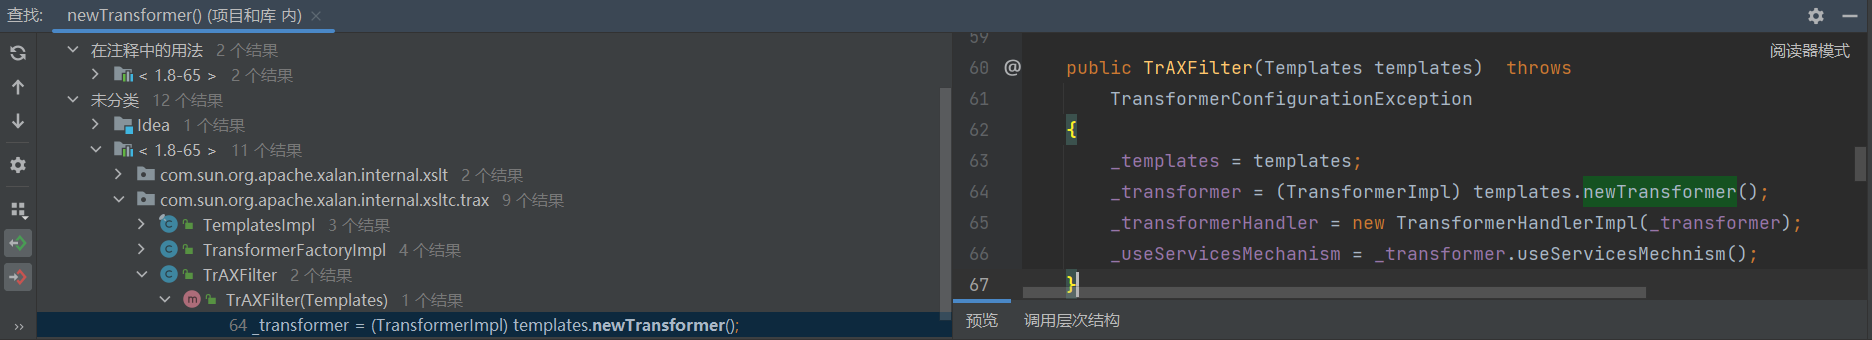 查找: newTransformer() (项目和库 内) ×
在注释中的用法 2 个结果
< 1.8-65 > 2 个结果
未分类 12 个结果
Idea 1 个结果
< 1.8-65 > 11 个结果
com.sun.org.apache.xalan.internal.xslt 2 个结果
com.sun.org.apache.xalan.internal.xsltc.trax 9 个结果
TemplatesImpl 3 个结果
TransformerFactoryImpl 4 个结果
TrAXFilter 2 个结果
TrAXFilter(Templates) 1 个结果
64 _transformer = (TransformerImpl) templates.newTransformer();
59
阅读器模式
60 @ public TrAXFilter(Templates templates)  throws
61 TransformerConfigurationException
62 {
63 _templates = templates;
64 _transformer = (TransformerImpl) templates.newTransformer();
65 _transformerHandler = new TransformerHandlerImpl(_transformer);
66 _useServicesMechanism = _transformer.useServicesMechnism();
67 }
预览 调用层次结构